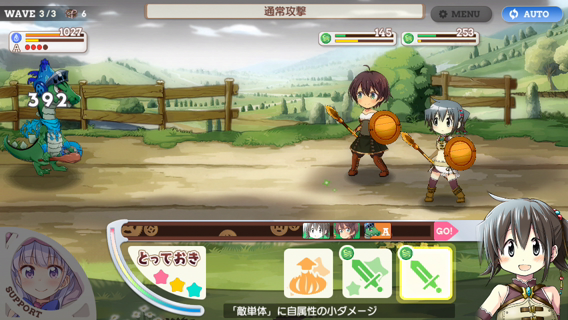 WAVE 3/3 6
通常攻撃
MENU
AUTO
1027
145
253
392
A
GO!
とっておき
SUPPORT
「敵単体」に自属性の小ダメージ